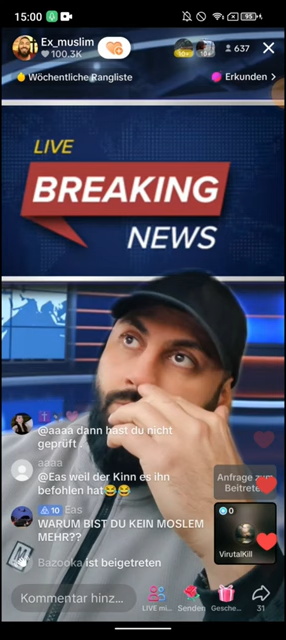 15:00
95
Ex_muslim
100.3K
637
Wöchentliche Rangliste
Erkunden >
LIVE
BREAKING
NEWS
@aaaa dann hast du nicht
geprüft .
aaaa
@Eas weil der Kinn es ihn
befohlen hat😂😂
10 Eas
WARUM BIST DU KEIN MOSLEM
MEHR??
Bazooka ist beigetreten
Anfrage zum
Beitrete
0
VirutalKill
Kommentar hinz...
LIVE mi...
Senden
Gesche...
31